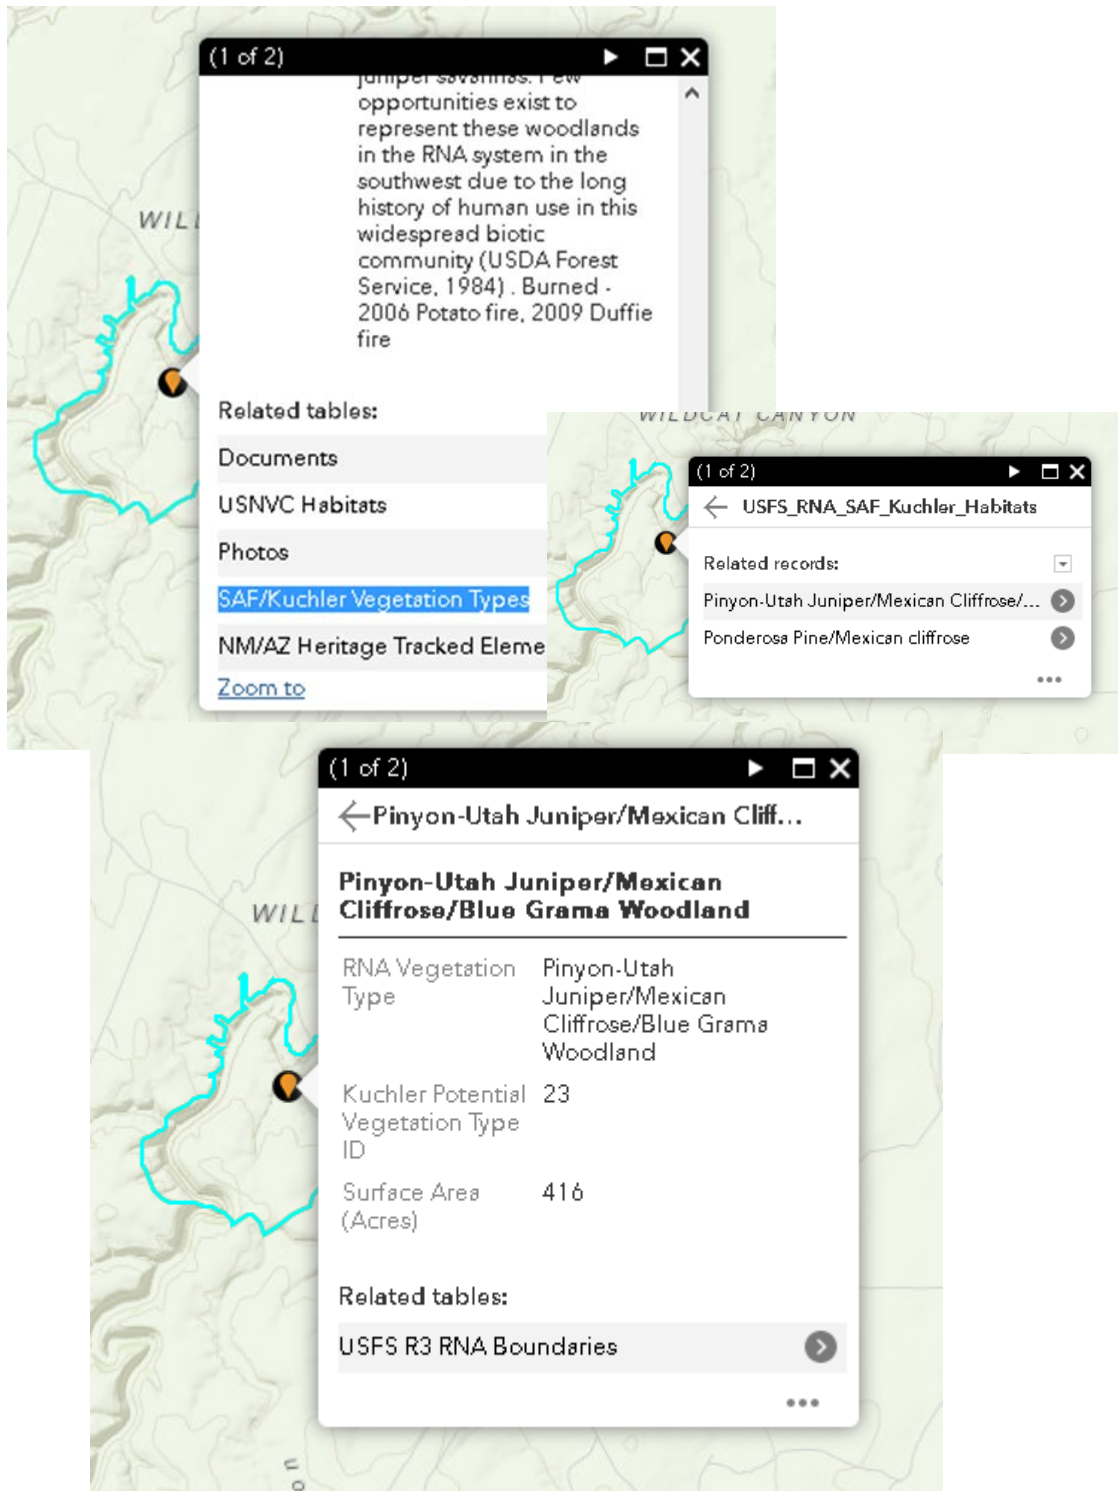 (1 of 2)
juniper savannas. Few
opportunities exist to
represent these woodlands
in the RNA system in the
southwest due to the long
history of human use in this
widespread biotic
community (USDA Forest
Service, 1984) . Burned -
2006 Potato fire, 2009 Duffie
fire
WIL
Related tables:
Documents
USNVC Habitats
Photos
SAF/Kuchler Vegetation Types
NM/AZ Heritage Tracked Eleme
Zoom to
WILDCAT CANYON
(1 of 2)
USFS_RNA_SAF_Kuchler_Habitats
Related records:
Pinyon-Utah Juniper/Mexican Cliffrose/...
Ponderosa Pine/Mexican cliffrose
(1 of 2)
Pinyon-Utah Juniper/Mexican Cliff...
Pinyon-Utah Juniper/Mexican
Cliffrose/Blue Grama Woodland
WIL
RNA Vegetation Type
Pinyon-Utah
Juniper/Mexican
Cliffrose/Blue Grama
Woodland
Kuchler Potential
Vegetation Type
ID
23
Surface Area
(Acres)
416
Related tables:
USFS R3 RNA Boundaries